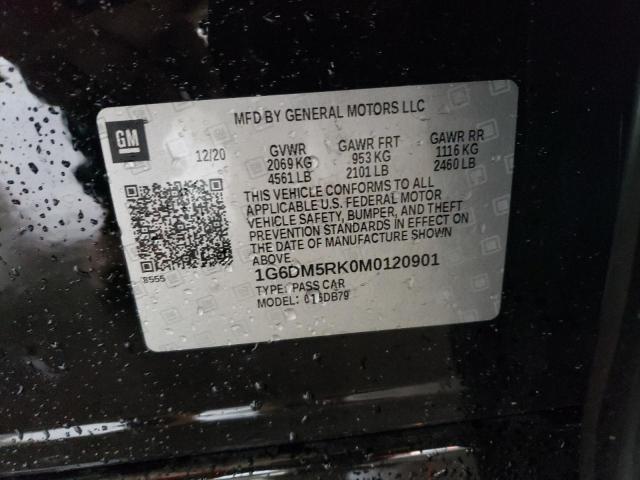 MFD BY GENERAL MOTORS LLC
GM
12/20 GVWR GAWR FRT GAWR RR
2069 KG 953 KG 1116 KG
4561 LB 2101 LB 2460 LB
THIS VEHICLE CONFORMS TO ALL
APPLICABLE U.S. FEDERAL MOTOR
VEHICLE SAFETY, BUMPER, AND THEFT
PREVENTION STANDARDS IN EFFECT ON
THE DATE OF MANUFACTURE SHOWN
ABOVE
8555
1G6DM5RK0M0120901
TYPE: PASS CAR
MODEL: